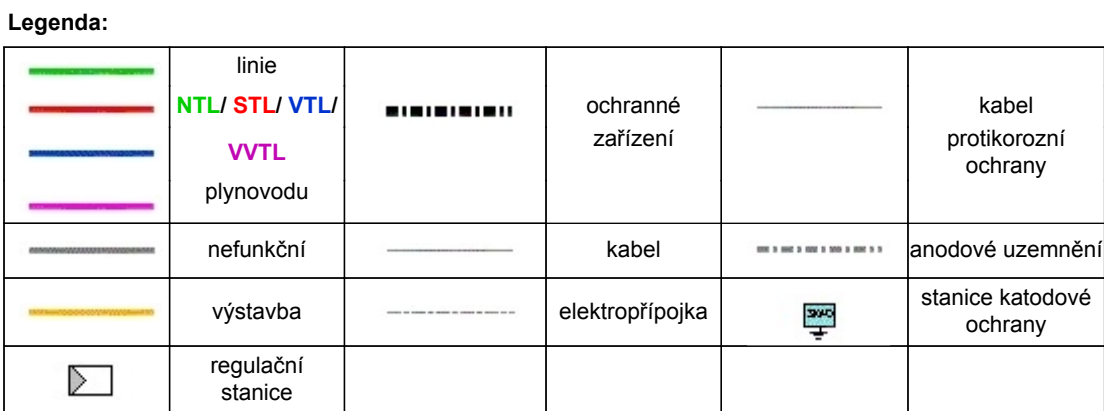 Legenda:
linie
NTL/ STL/ VTL/
VVTL
plynovodu
ochranné
zařízení
kabel
protikorozní
ochrany
nefunkční
kabel
anodové uzemnění
výstavba
elektropřípojka
stanice katodové
ochrany
regulační
stanice